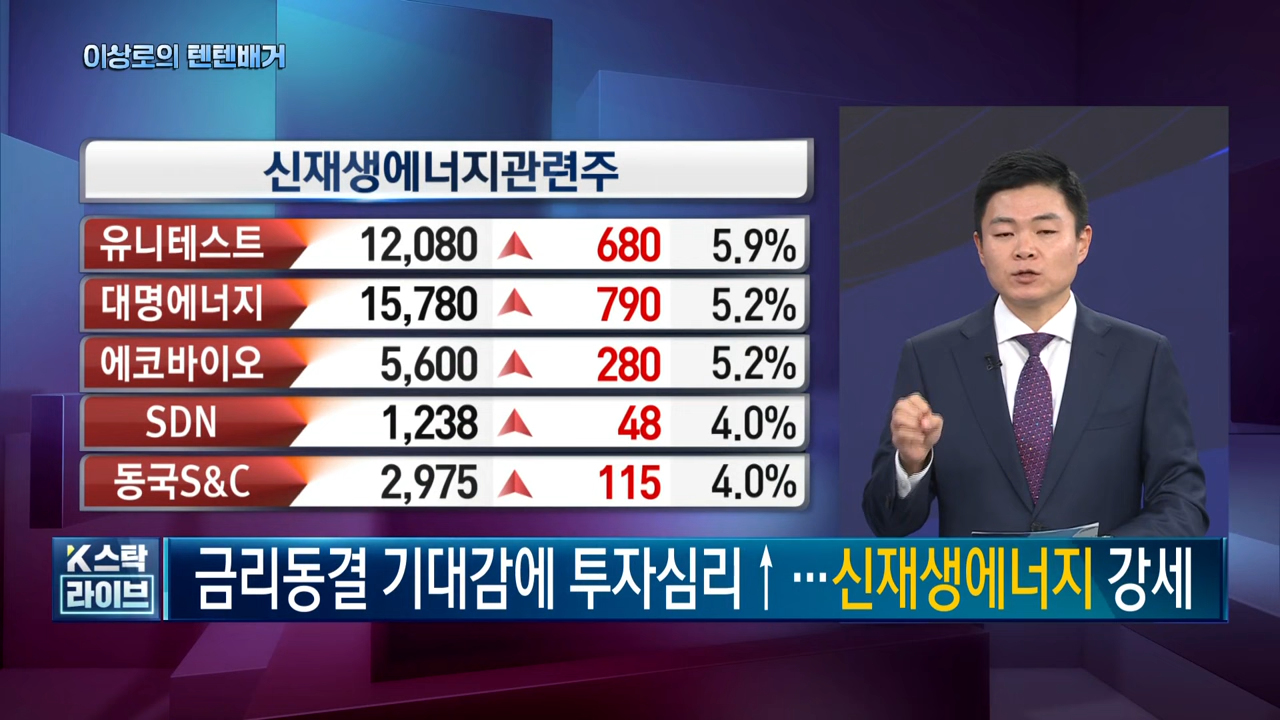 이상로의 텐텐배거
신재생에너지관련주
유니테스트 12,080 ▲ 680 5.9%
대명에너지 15,780 ▲ 790 5.2%
에코바이오 5,600 ▲ 280 5.2%
SDN 1,238 ▲ 48 4.0%
동국S&C 2,975 ▲ 115 4.0%
K스탁
라이브
금리동결 기대감에 투자심리↑…신재생에너지 강세